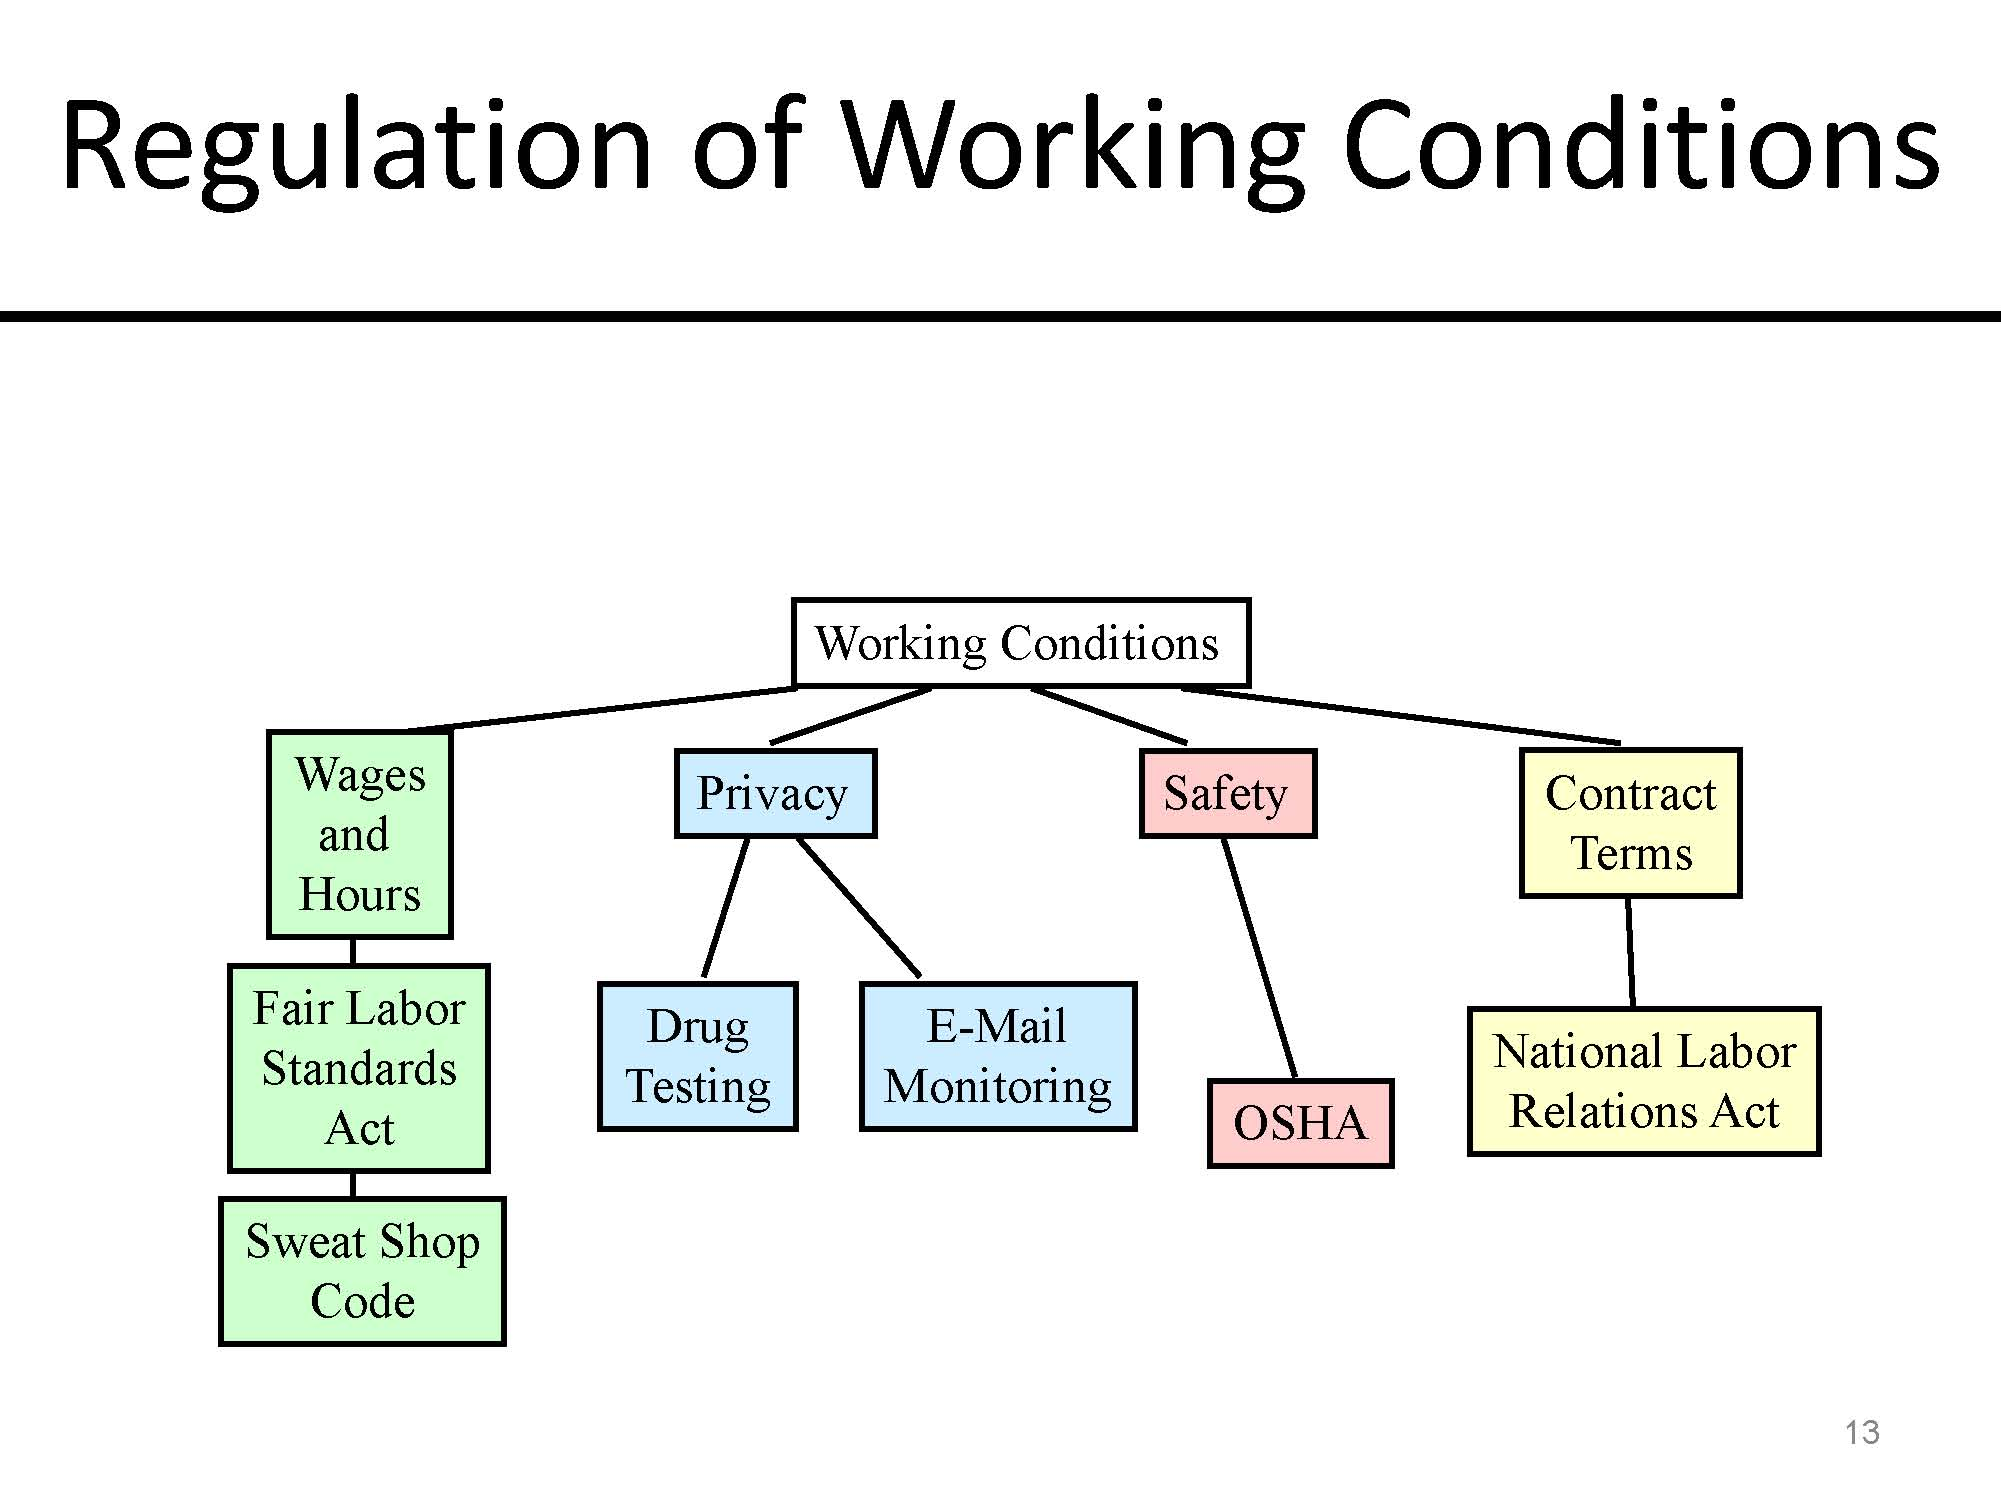 Regulation of Working Conditions
Working Conditions
Wages
and
Hours
Privacy
Safety
Contract
Terms
Fair Labor
Standards
Act
Drug
Testing
E-Mail
Monitoring
OSHA
National Labor
Relations Act
Sweat Shop
Code
13